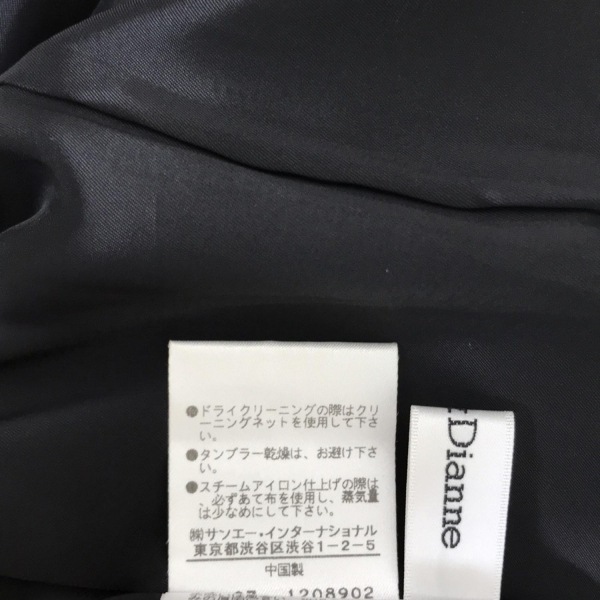 ●ドライクリーニングの際はクリ
ーニングネットを使用して下さ
い。
●タンブラー乾燥は、お避け下さ
い。
●スチームアイロン仕上げの際は
、必ずあて布を使用し、蒸気量
は少なめにして下さい。
㈱サンエー・インターナショナル
東京都渋谷区渋谷1-2-5
中国製
1208902
Dianne